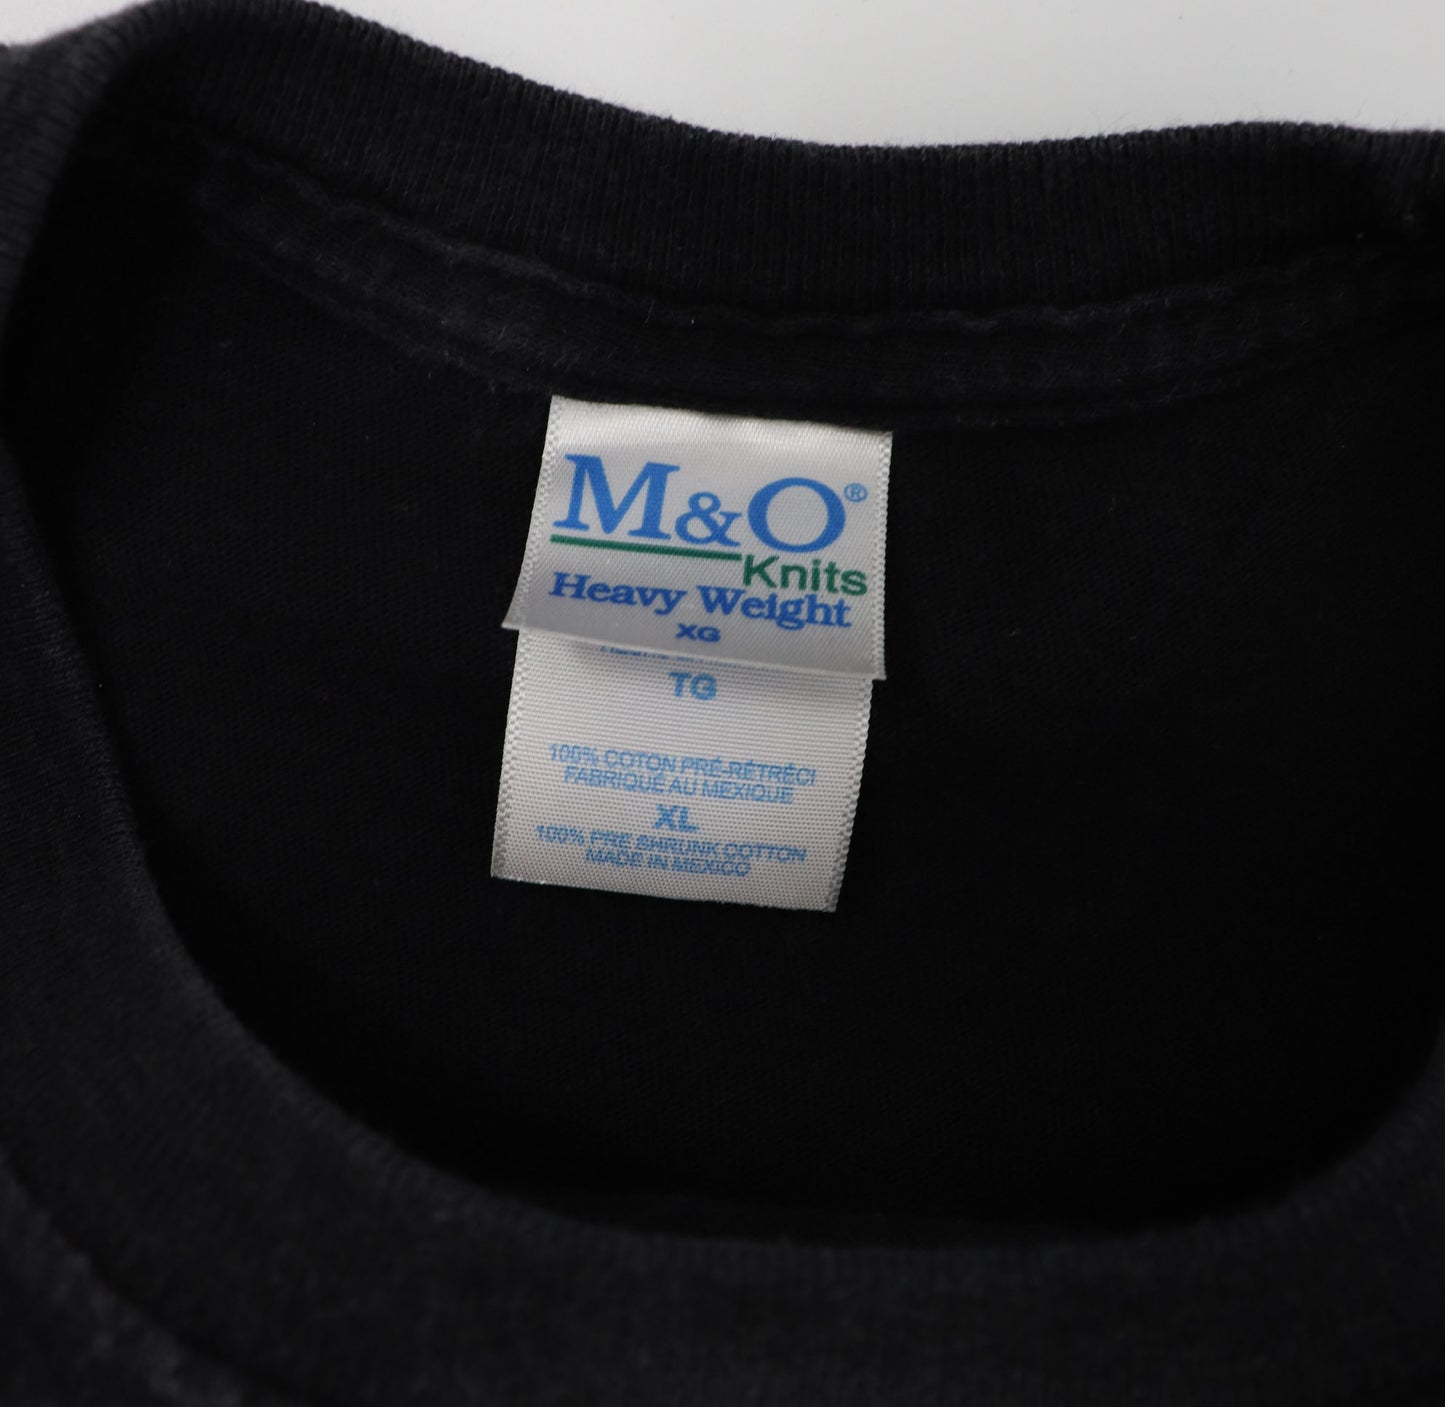 M&O®
Knits
Heavy Weight
XG
TG
100% COTON PRÉ-RÉTRÉCI
FABRIQUÉ AU MEXIQUE
XL
100% PRE SHRUNK COTTON
MADE IN MEXICO